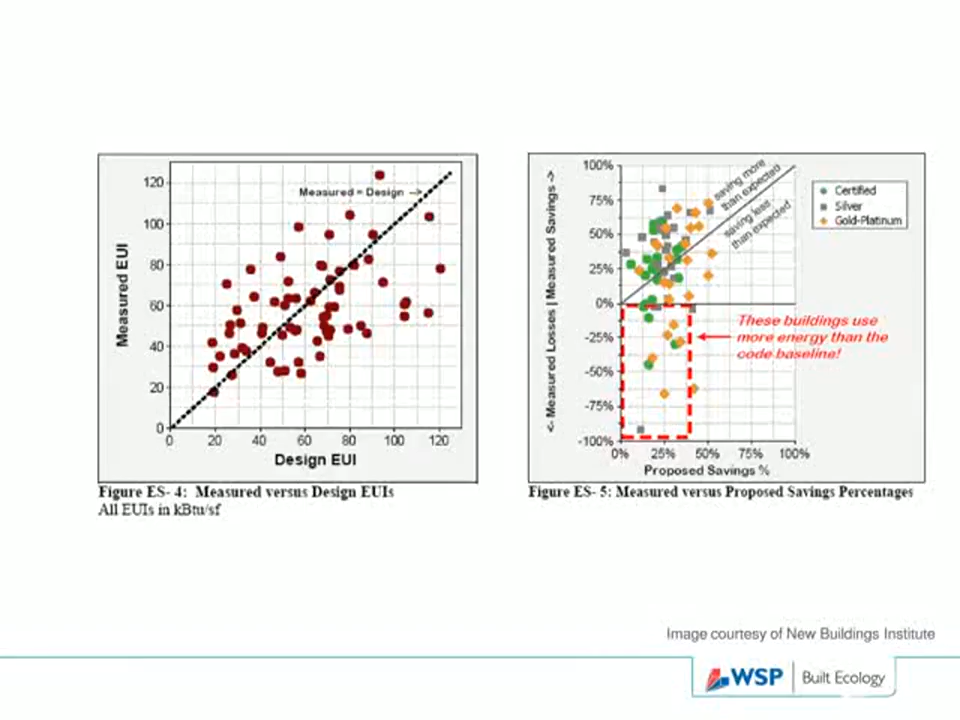 Measured EUI
120
100
80
60
40
20
0
Measured = Design -->
0 20 40 60 80 100 120
Design EUI
Figure ES- 4: Measured versus Design EUIs
All EUIs in kBtu/sf
<- Measured Losses | Measured Savings ->
100%
75%
50%
25%
0%
-25%
-50%
-75%
-100%
saving more
than expected
saving less
than expected
Certified
Silver
Gold-Platinum
These buildings use
more energy than the
code baseline!
0% 25% 50% 75% 100%
Proposed Savings %
Figure ES- 5: Measured versus Proposed Savings Percentages
Image courtesy of New Buildings Institute
WSP | Built Ecology